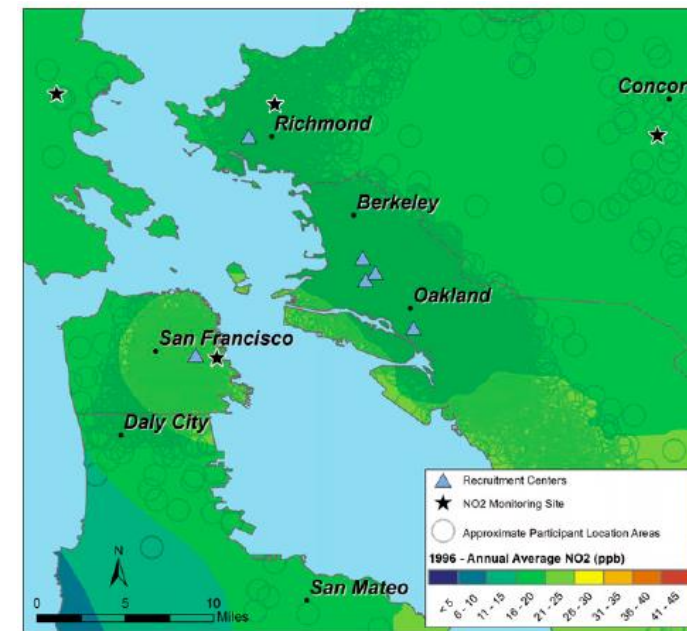 Concor
Richmond
Berkeley
Oakland
San Francisco
Daly City
San Mateo
N
0 5 10
Miles
Recruitment Centers
NO2 Monitoring Site
Approximate Participant Location Areas
1996 - Annual Average NO2 (ppb)
< 5 6 - 10 11 - 15 16 - 20 21 - 25 26 - 30 31 - 35 36 - 40 41 - 45